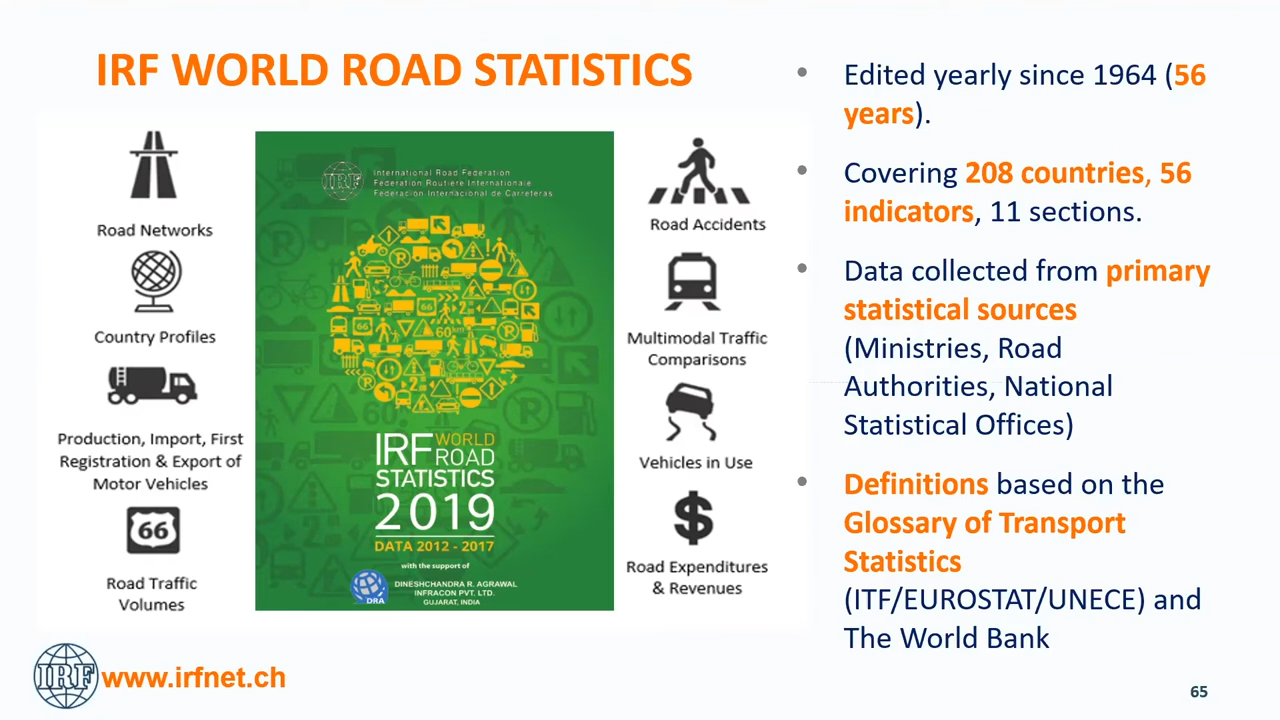 IRF WORLD ROAD STATISTICS
Road Networks
Country Profiles
Production, Import, First
Registration & Export of
Motor Vehicles
66
Road Traffic
Volumes
IRF
International Road Federation
Federation Routiere Internationale
Federacion Internacional de Carreteras
IRF WORLD
ROAD
STATISTICS
2019
DATA 2012 - 2017
with the support of
DRA
DINESHCHANDRA R. AGRAWAL
INFRACON PVT. LTD.
GUJARAT, INDIA
Road Accidents
Multimodal Traffic
Comparisons
Vehicles in Use
$
Road Expenditures
& Revenues
• Edited yearly since 1964 (56
years).
• Covering 208 countries, 56
indicators, 11 sections.
• Data collected from primary
statistical sources
(Ministries, Road
Authorities, National
Statistical Offices)
• Definitions based on the
Glossary of Transport
Statistics
(ITF/EUROSTAT/UNECE) and
The World Bank
IRF
www.irfnet.ch
65